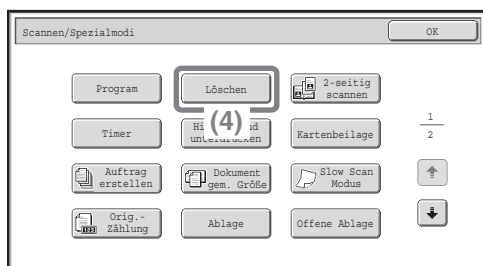 Scannen/Spezialmodi
OK
Program
Löschen
2-seitig
scannen
Timer
(4)
unterdrücken
Kartenbeilage
1
2
Auftrag
erstellen
Dokument
gem. Größe
Slow Scan
Modus
Orig.-
Zählung
Ablage
Offene Ablage